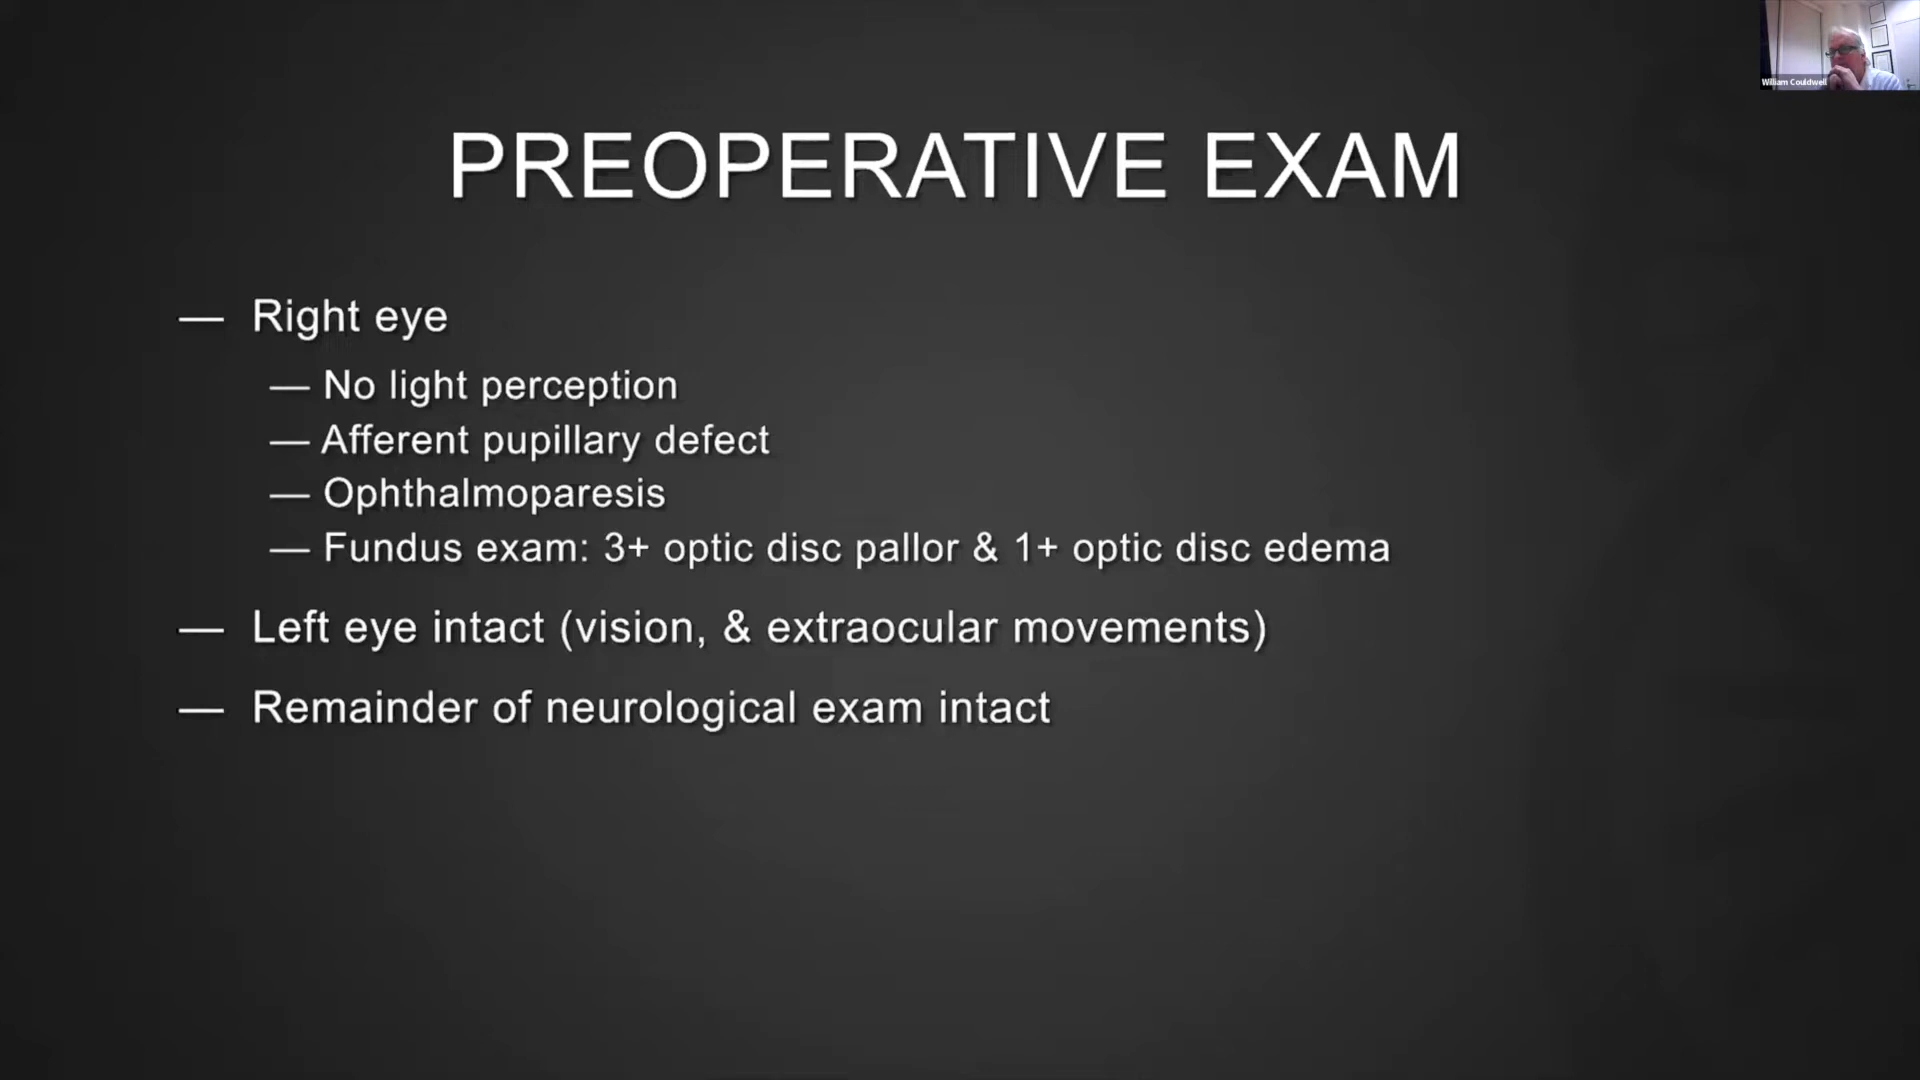 William Couldwell
PREOPERATIVE EXAM
— Right eye
— No light perception
— Afferent pupillary defect
— Ophthalmoparesis
— Fundus exam: 3+ optic disc pallor & 1+ optic disc edema
— Left eye intact (vision, & extraocular movements)
— Remainder of neurological exam intact